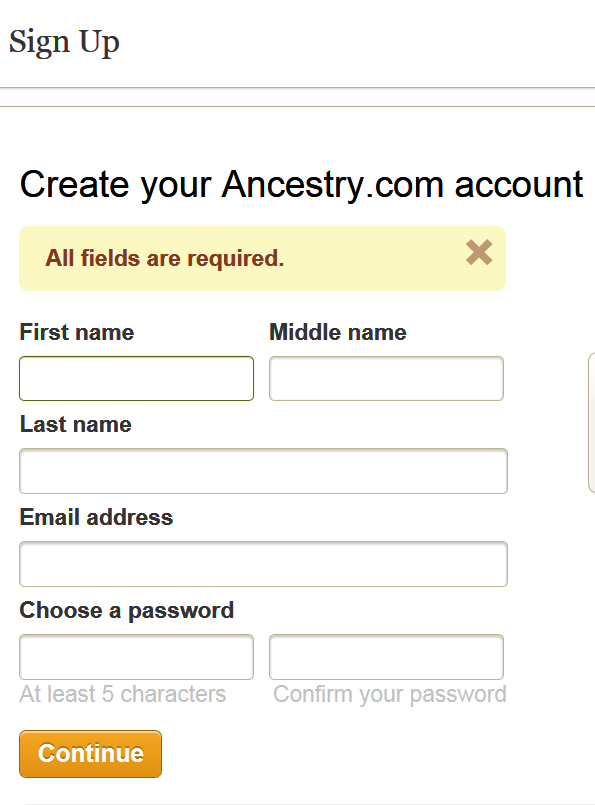 Sign Up
Create your Ancestry.com account
All fields are required.
First name Middle name
Last name
Email address
Choose a password
At least 5 characters Confirm your password
Continue